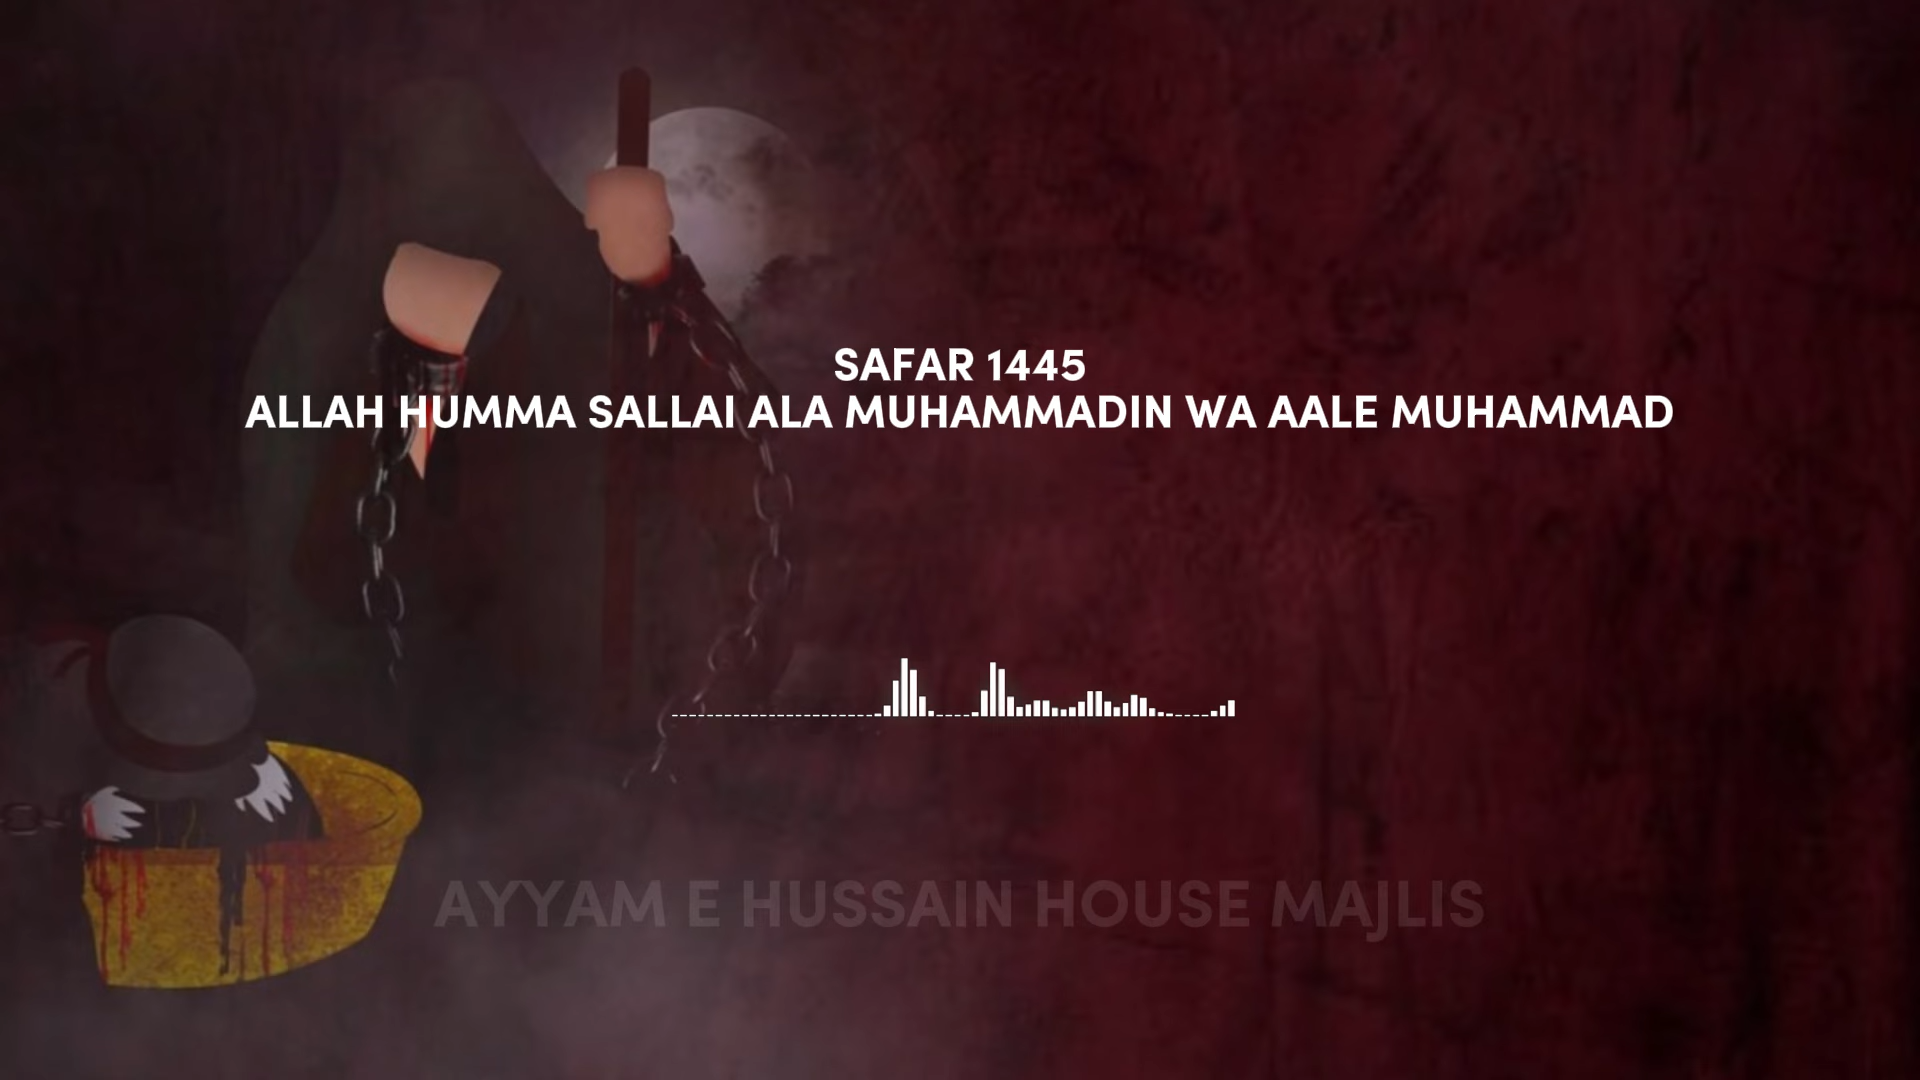 SAFAR 1445
ALLAH HUMMA SALLAI ALA MUHAMMADIN WA AALE MUHAMMAD
AYYAM E HUSSAIN HOUSE MAJLIS